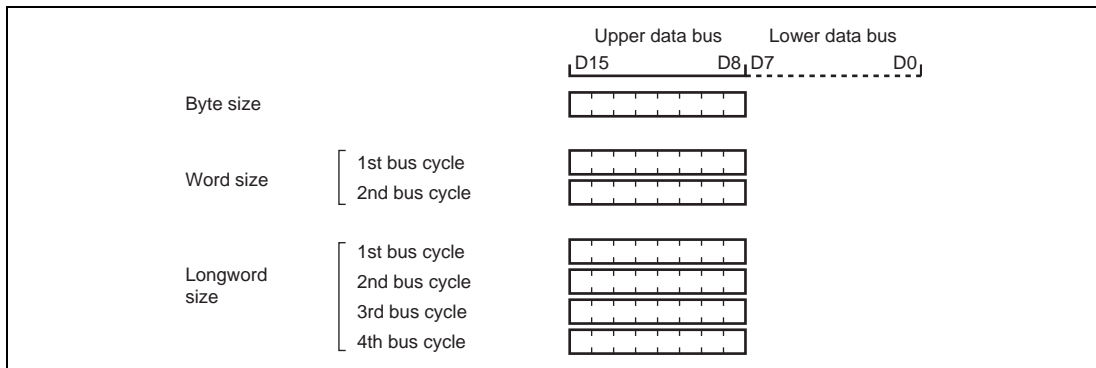 Upper data bus Lower data bus
D15 D8 D7 D0
Byte size
Word size
1st bus cycle
2nd bus cycle
Longword
size
1st bus cycle
2nd bus cycle
3rd bus cycle
4th bus cycle